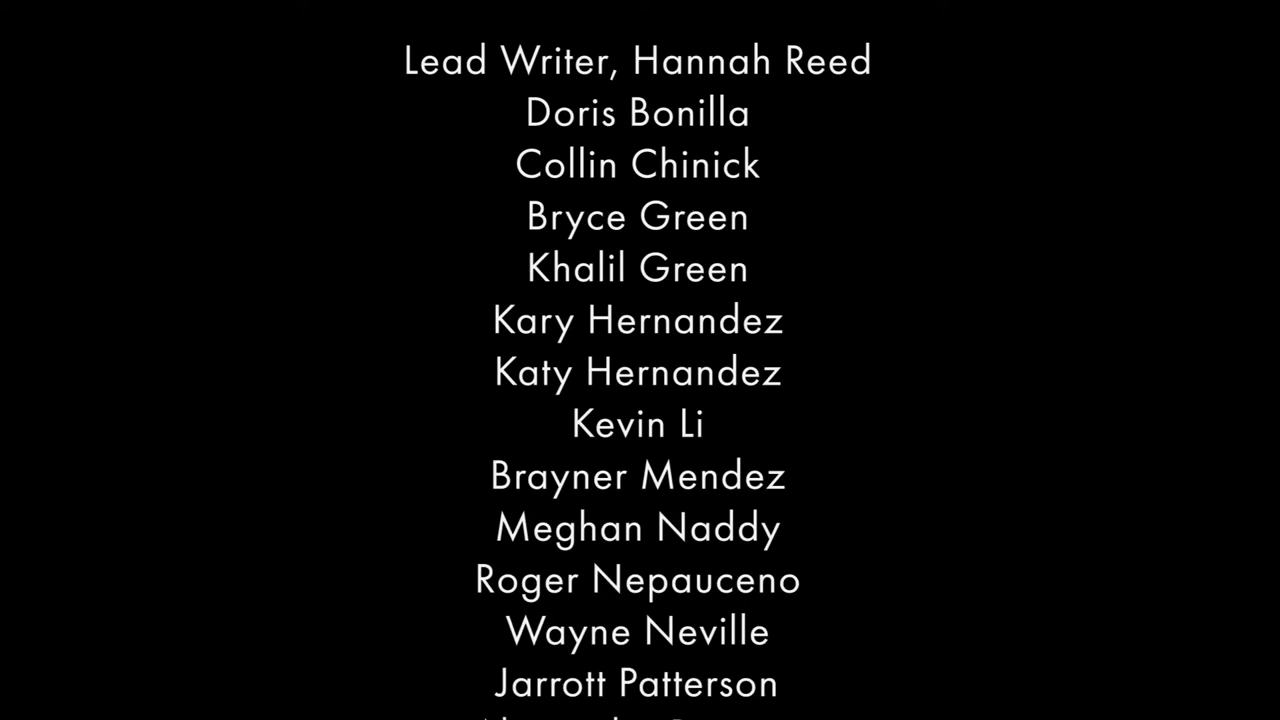 Lead Writer, Hannah Reed
Doris Bonilla
Collin Chinick
Bryce Green
Khalil Green
Kary Hernandez
Katy Hernandez
Kevin Li
Brayner Mendez
Meghan Naddy
Roger Nepauceno
Wayne Neville
Jarrott Patterson